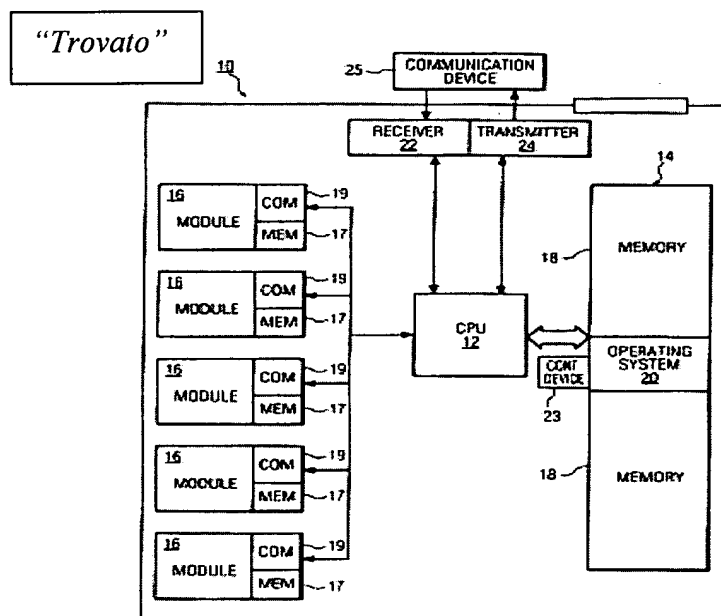 “Trovato”
10
25
COMMUNICATION
DEVICE
RECEIVER
22
TRANSMITTER
24
14
16
MODULE
COM
MEM
19
17
16
MODULE
COM
MEM
19
17
16
MODULE
COM
MEM
19
17
16
MODULE
COM
MEM
19
17
16
MODULE
COM
MEM
19
17
CPU
12
18
MEMORY
OPERATING
SYSTEM
20
CONT
DEVICE
23
18
MEMORY